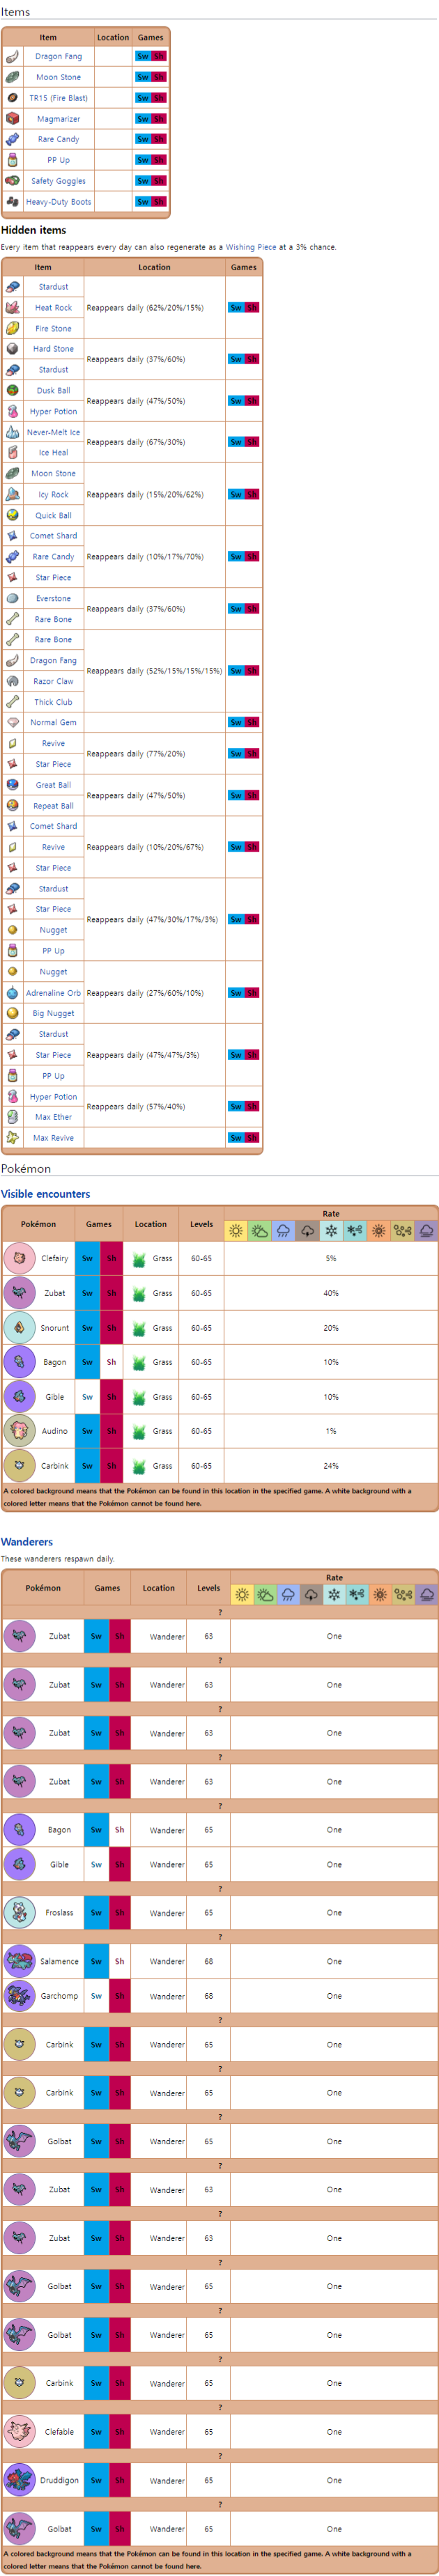 Items
Item Location Games
Dragon Fang Sw Sh
Moon Stone Sw Sh
TR15 (Fire Blast) Sw Sh
Magmarizer Sw Sh
Rare Candy Sw Sh
PP Up Sw Sh
Safety Goggles Sw Sh
Heavy-Duty Boots Sw Sh
Hidden items
Every item that reappears every day can also regenerate as a Wishing Piece at a 3% chance.
Item Location Games
Stardust
Heat Rock Reappears daily (62%/20%/15%) Sw Sh
Fire Stone
Hard Stone
Reappears daily (37%/60%) Sw Sh
Stardust
Dusk Ball
Reappears daily (47%/50%) Sw Sh
Hyper Potion
Never-Melt Ice
Reappears daily (67%/30%) Sw Sh
Ice Heal
Moon Stone
Icy Rock Reappears daily (15%/20%/62%) Sw Sh
Quick Ball
Comet Shard
Rare Candy Reappears daily (10%/17%/70%) Sw Sh
Star Piece
Everstone
Reappears daily (37%/60%) Sw Sh
Rare Bone
Rare Bone
Dragon Fang
Reappears daily (52%/15%/15%/15%) Sw Sh
Razor Claw
Thick Club
Normal Gem Sw Sh
Revive
Reappears daily (77%/20%) Sw Sh
Star Piece
Great Ball
Reappears daily (47%/50%) Sw Sh
Repeat Ball
Comet Shard
Revive Reappears daily (10%/20%/67%) Sw Sh
Star Piece
Stardust
Star Piece
Reappears daily (47%/30%/17%/3%) Sw Sh
Nugget
PP Up
Nugget
Adrenaline Orb Reappears daily (27%/60%/10%) Sw Sh
Big Nugget
Stardust
Star Piece Reappears daily (47%/47%/3%) Sw Sh
PP Up
Hyper Potion
Reappears daily (57%/40%) Sw Sh
Max Ether
Max Revive Sw Sh
Pokémon
Visible encounters
Pokémon Games Location Levels Rate
Clefairy Sw Sh Grass 60-65 5%
Zubat Sw Sh Grass 60-65 40%
Snorunt Sw Sh Grass 60-65 20%
Bagon Sw Sh Grass 60-65 10%
Gible Sw Sh Grass 60-65 10%
Audino Sw Sh Grass 60-65 1%
Carbink Sw Sh Grass 60-65 24%
A colored background means that the Pokémon can be found in this location in the specified game. A white background with a
colored letter means that the Pokémon cannot be found here.
Wanderers
These wanderers respawn daily.
Pokémon Games Location Levels Rate
?
Zubat Sw Sh Wanderer 63 One
?
Zubat Sw Sh Wanderer 63 One
?
Zubat Sw Sh Wanderer 63 One
?
Zubat Sw Sh Wanderer 63 One
?
Bagon Sw Sh Wanderer 65 One
Gible Sw Sh Wanderer 65 One
?
Froslass Sw Sh Wanderer 65 One
?
Salamence Sw Sh Wanderer 68 One
Garchomp Sw Sh Wanderer 68 One
?
Carbink Sw Sh Wanderer 65 One
?
Carbink Sw Sh Wanderer 65 One
?
Golbat Sw Sh Wanderer 65 One
?
Zubat Sw Sh Wanderer 63 One
?
Zubat Sw Sh Wanderer 63 One
?
Golbat Sw Sh Wanderer 65 One
?
Golbat Sw Sh Wanderer 65 One
?
Carbink Sw Sh Wanderer 65 One
?
Clefable Sw Sh Wanderer 65 One
?
Druddigon Sw Sh Wanderer 65 One
?
Golbat Sw Sh Wanderer 65 One
A colored background means that the Pokémon can be found in this location in the specified game. A white background with a
colored letter means that the Pokémon cannot be found here.